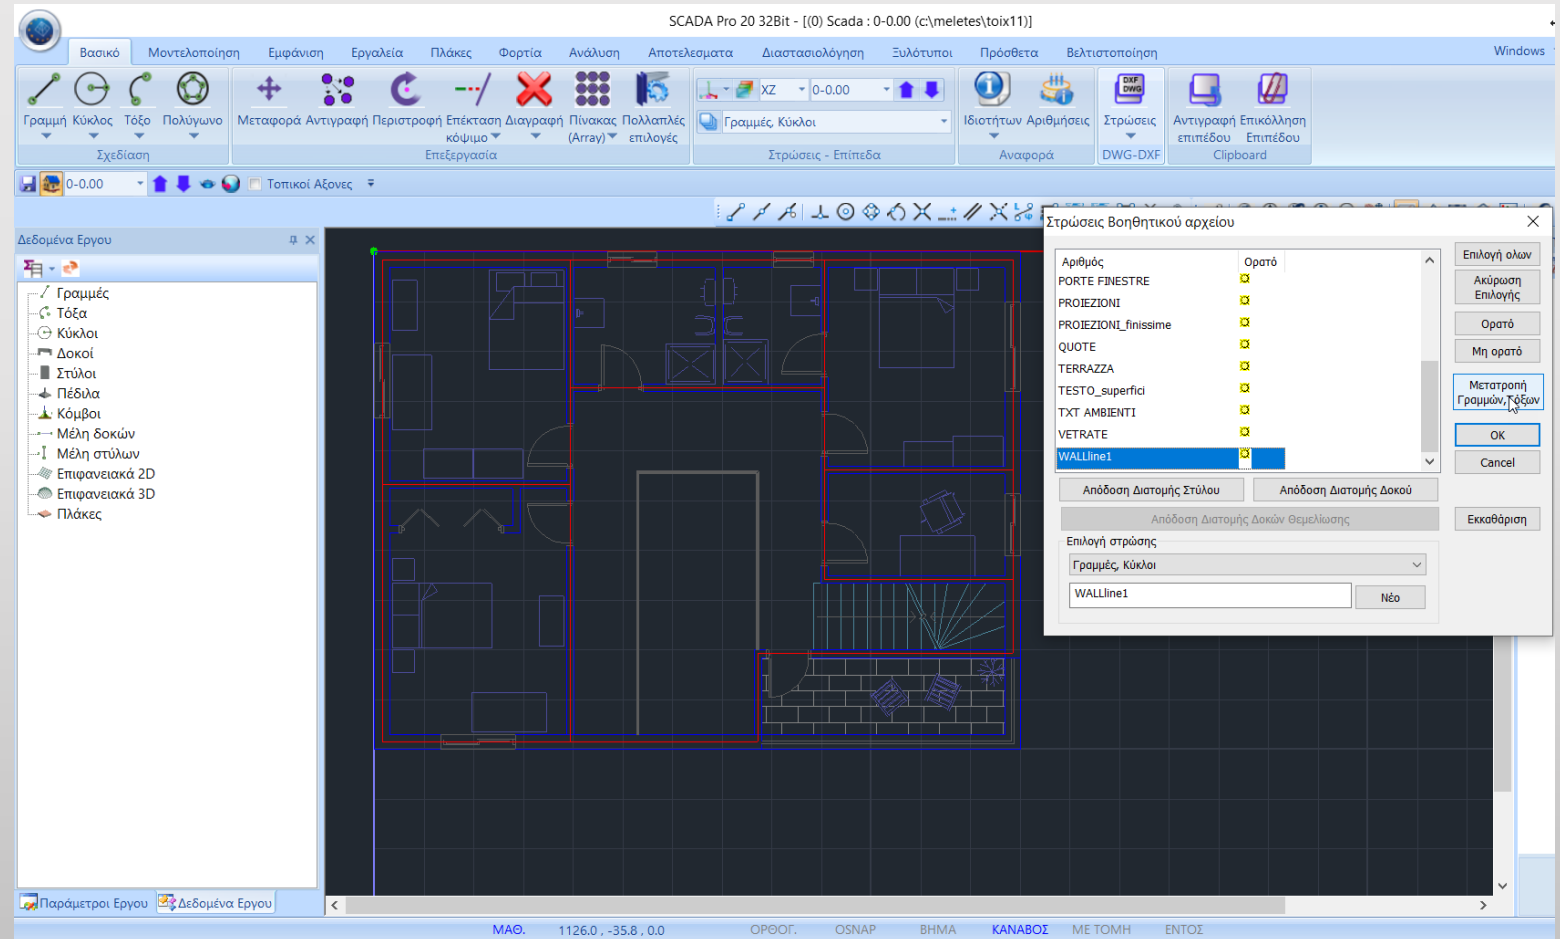 SCADA Pro 20 32Bit - [(0) Scada : 0-0.00 (c:\meletes\toix11)]
Βασικό Μοντελοποίηση Εμφάνιση Εργαλεία Πλάκες Φορτία Ανάλυση Αποτελεσματα Διαστασιολόγηση Ξυλότυποι Πρόσθετα Βελτιστοποίηση Windows
XZ 0-0.00
DXF
DWG
Γραμμή Κύκλος Τόξο Πολύγωνο Μεταφορά Αντιγραφή Περιστροφή Επέκταση Διαγραφή Πίνακας Πολλαπλές Γραμμές, Κύκλοι Ιδιοτήτων Αριθμήσεις Στρώσεις Αντιγραφή Επικόλληση
κόψιμο (Array) επιλογές επιπέδου Επιπέδου
Σχεδίαση Επεξεργασία Στρώσεις - Επίπεδα Αναφορά DWG-DXF Clipboard
0-0.00 Τοπικοί Αξονες
Δεδομένα Εργου
Γραμμές
Τόξα
Κύκλοι
Δοκοί
Στύλοι
Πέδιλα
Κόμβοι
Μέλη δοκών
Μέλη στύλων
Επιφανειακά 2D
Επιφανειακά 3D
Πλάκες
Στρώσεις Βοηθητικού αρχείου
Αριθμός Ορατό
PORTE FINESTRE
PROIEZIONI
PROIEZIONI_finissime
QUOTE
TERRAZZA
TESTO_superfici
TXT AMBIENTI
VETRATE
WALLline1
Επιλογή ολων
Ακύρωση
Επιλογής
Ορατό
Μη ορατό
Μετατροπή
Γραμμών,Τόξων
OK
Cancel
Απόδοση Διατομής Στύλου Απόδοση Διατομής Δοκού
Απόδοση Διατομής Δοκών Θεμελίωσης Εκκαθάριση
Επιλογή στρώσης
Γραμμές, Κύκλοι
WALLline1 Νέο
Παράμετροι Εργου Δεδομένα Εργου
ΜΑΘ. 1126.0 , -35.8 , 0.0 ΟΡΘΟΓ. OSNAP ΒΗΜΑ ΚΑΝΑΒΟΣ ΜΕ ΤΟΜΗ ΕΝΤΟΣ